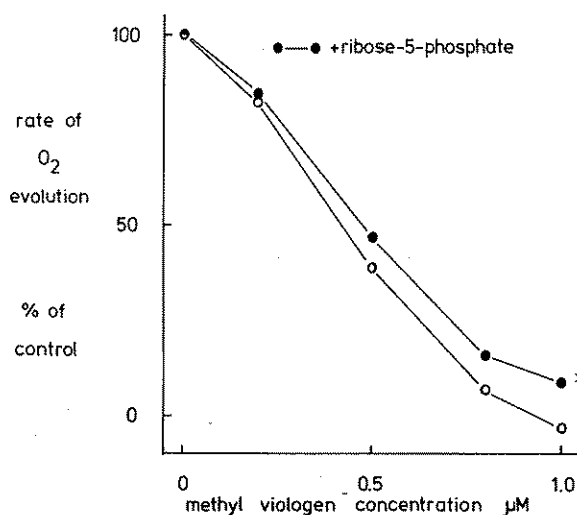 100
+ribose-5-phosphate
rate of
O2
evolution
50
% of
control
0
0
0.5
1.0
methyl viologen concentration µM